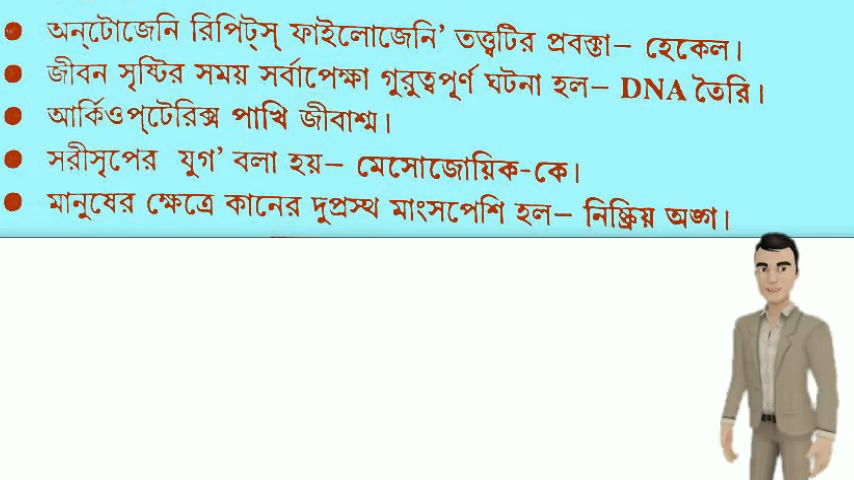 • অন্‌টোজেনি রিপিট্‌স্ ফাইলোজেনি’ তত্ত্বটির প্রবক্তা– হেকেল।
• জীবন সৃষ্টির সময় সর্বাপেক্ষা গুরুত্বপূর্ণ ঘটনা হল– DNA তৈরি।
• আর্কিওপ্‌টেরিক্স পাখি জীবাশ্ম।
• সরীসৃপের যুগ’ বলা হয়– মেসোজোয়িক-কে।
• মানুষের ক্ষেত্রে কানের দুপ্রস্থ মাংসপেশি হল– নিষ্ক্রিয় অঙ্গ।